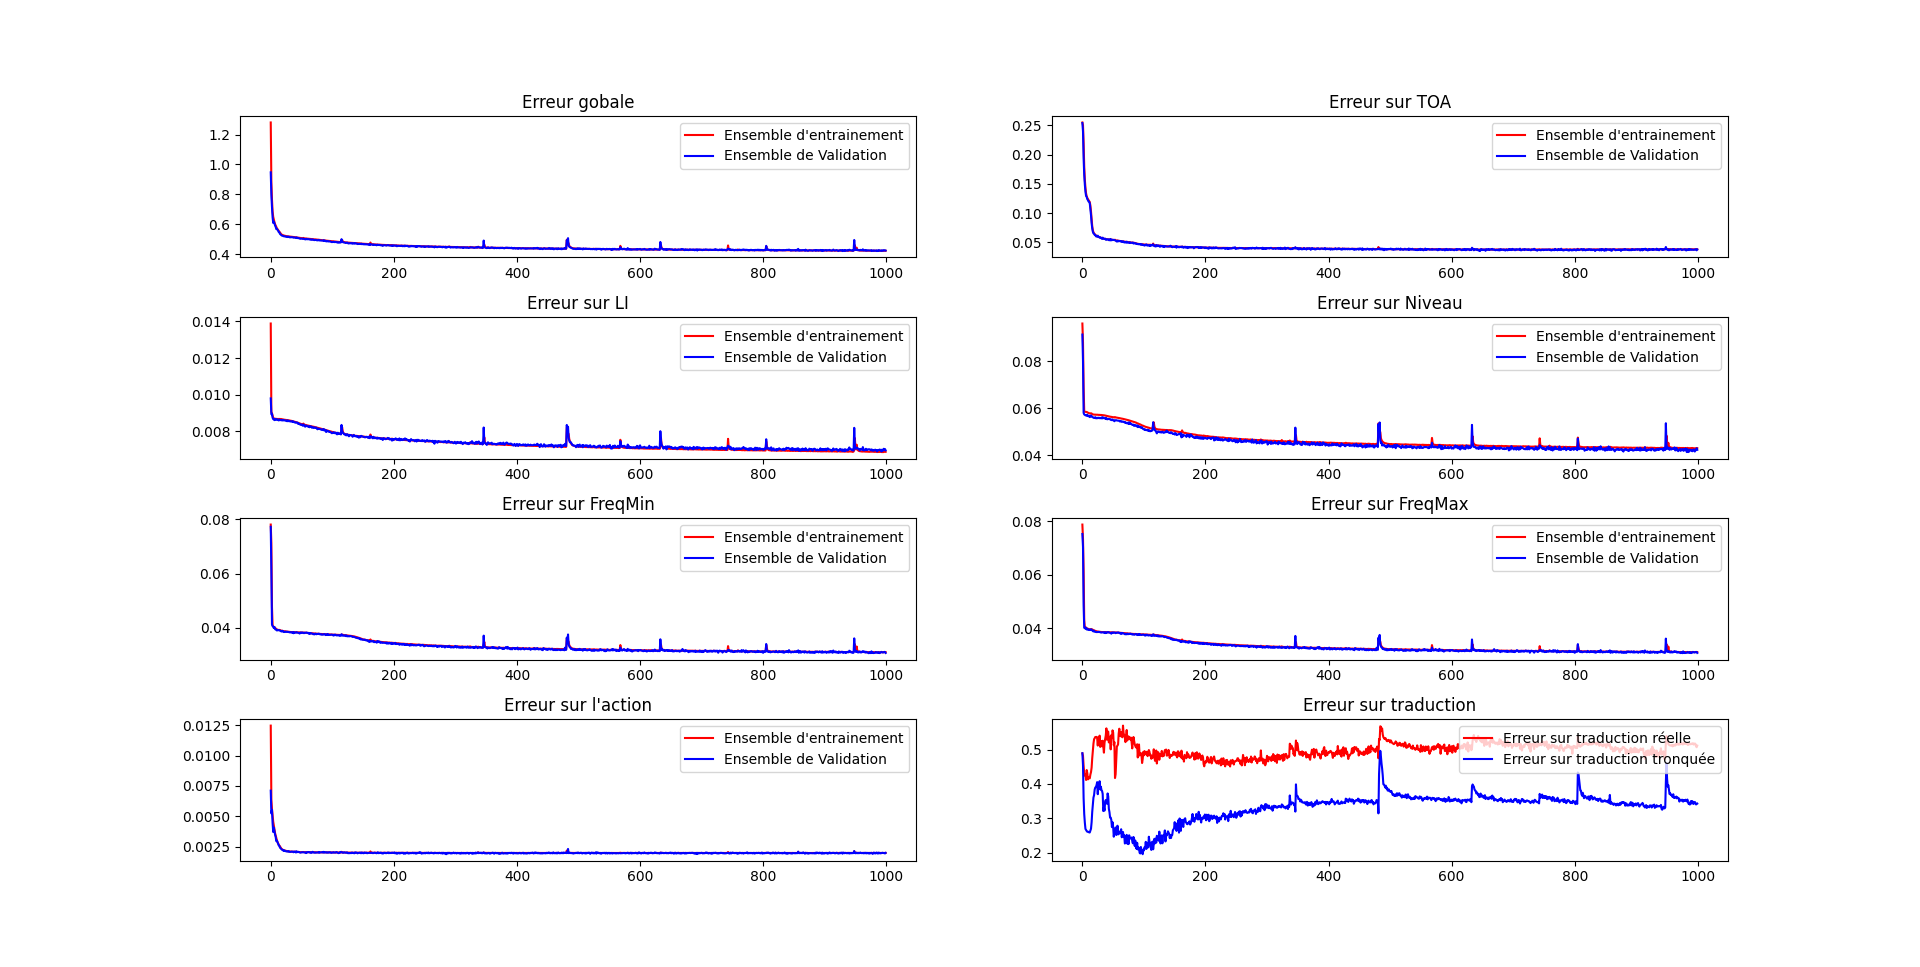 Erreur gobale
1.2
1.0
0.8
0.6
0.4
0 200 400 600 800 1000
Ensemble d'entrainement
Ensemble de Validation
Erreur sur TOA
0.25
0.20
0.15
0.10
0.05
0 200 400 600 800 1000
Ensemble d'entrainement
Ensemble de Validation
Erreur sur LI
0.014
0.012
0.010
0.008
0 200 400 600 800 1000
Ensemble d'entrainement
Ensemble de Validation
Erreur sur Niveau
0.08
0.06
0.04
0 200 400 600 800 1000
Ensemble d'entrainement
Ensemble de Validation
Erreur sur FreqMin
0.08
0.06
0.04
0 200 400 600 800 1000
Ensemble d'entrainement
Ensemble de Validation
Erreur sur FreqMax
0.08
0.06
0.04
0 200 400 600 800 1000
Ensemble d'entrainement
Ensemble de Validation
Erreur sur l'action
0.0125
0.0100
0.0075
0.0050
0.0025
0 200 400 600 800 1000
Ensemble d'entrainement
Ensemble de Validation
Erreur sur traduction
0.5
0.4
0.3
0.2
0 200 400 600 800 1000
Erreur sur traduction réelle
Erreur sur traduction tronquée